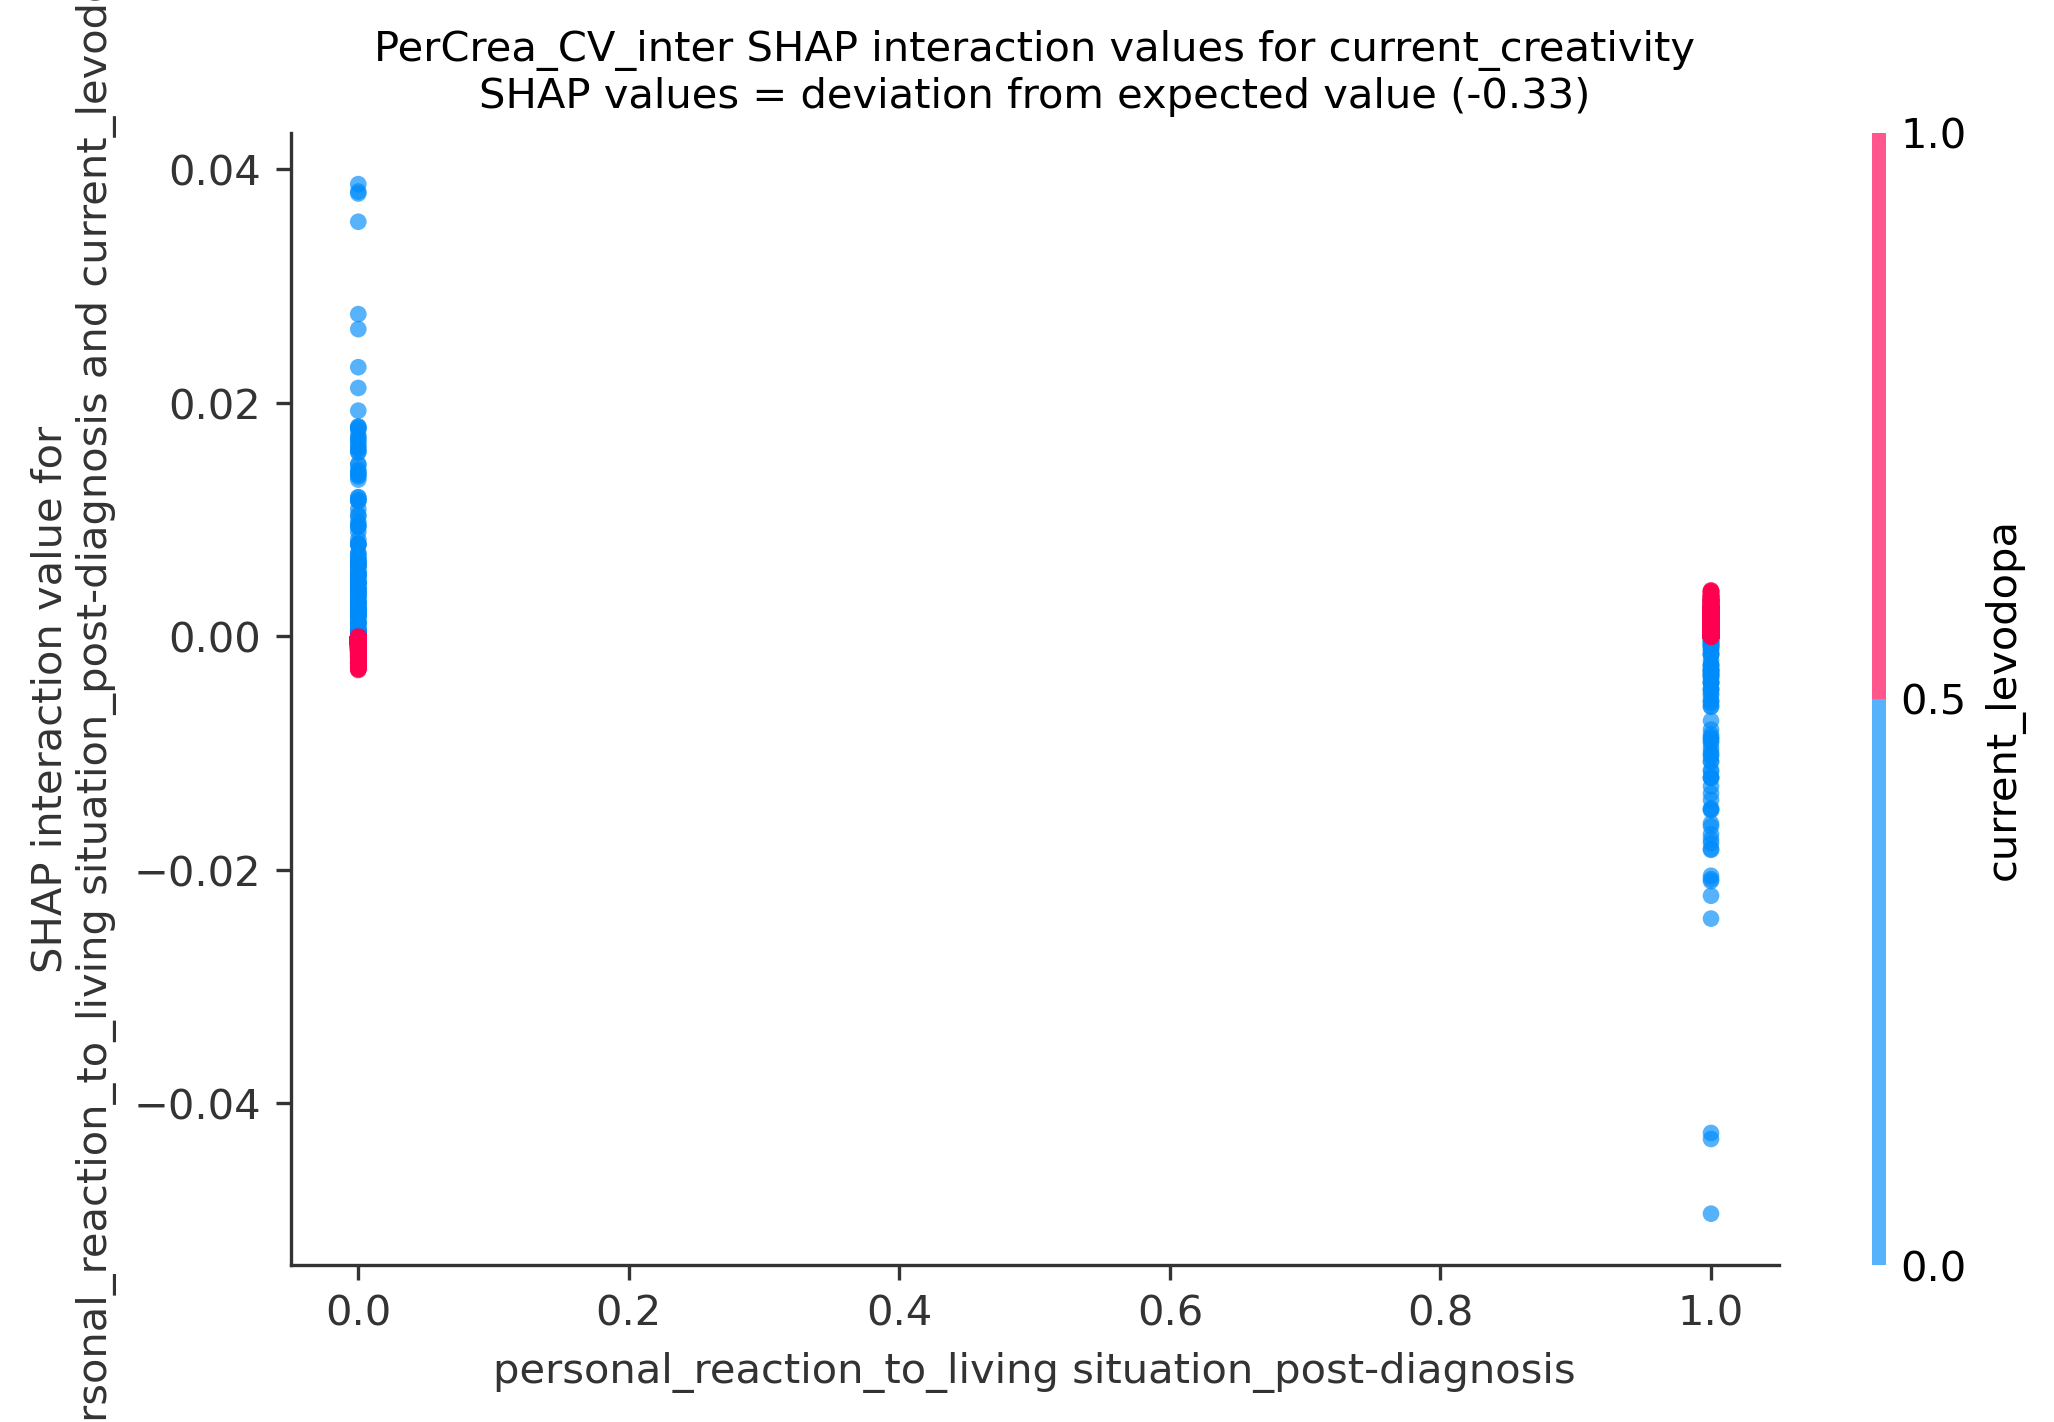 PerCrea_CV_inter SHAP interaction values for current_creativity
SHAP values = deviation from expected value (-0.33)
SHAP interaction value for
rsonal_reaction_to_living situation_post-diagnosis and current_levod
0.04
0.02
0.00
−0.02
−0.04
0.0
0.2
0.4
0.6
0.8
1.0
personal_reaction_to_living situation_post-diagnosis
1.0
0.5
0.0
current_levodopa